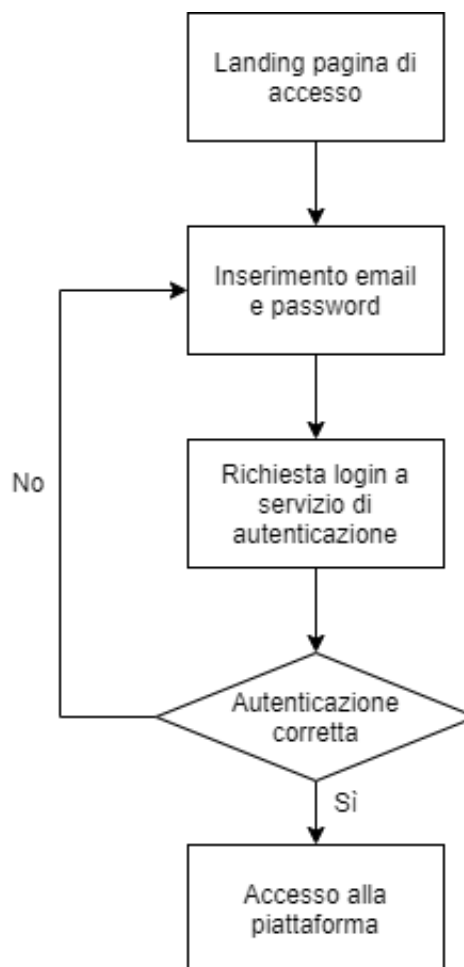 Landing pagina di
accesso
Inserimento email
e password
No
Richiesta login a
servizio di
autenticazione
Autenticazione
corretta
Sì
Accesso alla
piattaforma